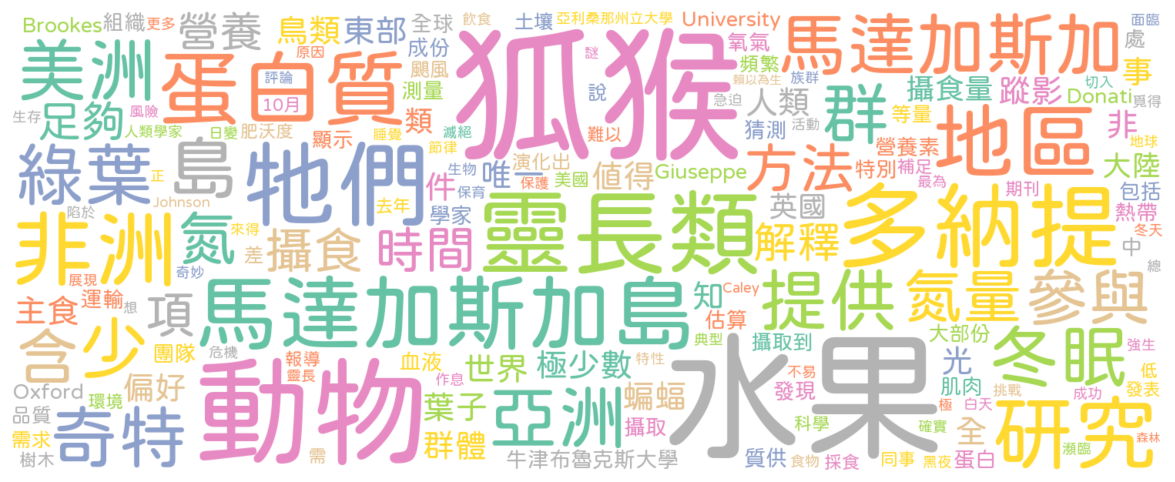 Brookes 組織 更多 營養 鳥類 東部 全球 飲食 土壤 亞利桑那州立大學 University 馬達加斯加 面臨
美洲 蛋白質 原因 成份 狐猴 謎 氧氣 處
評論 颶風 說 頻繁 賴以為生 族群 攝食量 蹤影 切入 事
足夠 10月 測量 急迫 人類 群 Donati 覓得
生存 風險 人類學家 日變 肥沃度 顯示 類 睡覺 滅絕 難以 猜測 活動 等量 地區 非 地球
綠葉 島 牠們 節律 生物 演化出 保育 保護 唯一 美國 值得 Giuseppe 方法 特別 營養素 補足 最為 大陸
正 件 學家 靈長類 英國 多納提 期刊 包括
陷於 Johnson 去年 熱帶
非洲 氮 來得 差 攝食 時間 解釋 冬天 中
奇妙 總
展現 馬達加斯加島 知 Caley 提供 氮量 參與
主食 運輸 想 項 估算 典型 大部份
含 少 團隊 危機 報導 靈長 血液 世界 極少數 特性 攝取到 水果 光 冬眠 強生
Oxford 偏好 動物 作息 葉子 亞洲 蝙蝠 不易 發現 肌肉 挑戰 低 發表
品質 環境 攝取 極 白天 成功
需求 奇特 群體 科學 確實 全 研究 森林
樹木 需 牛津布魯克斯大學 質供 食物 採食 同事 黑夜 蛋白 瀕臨